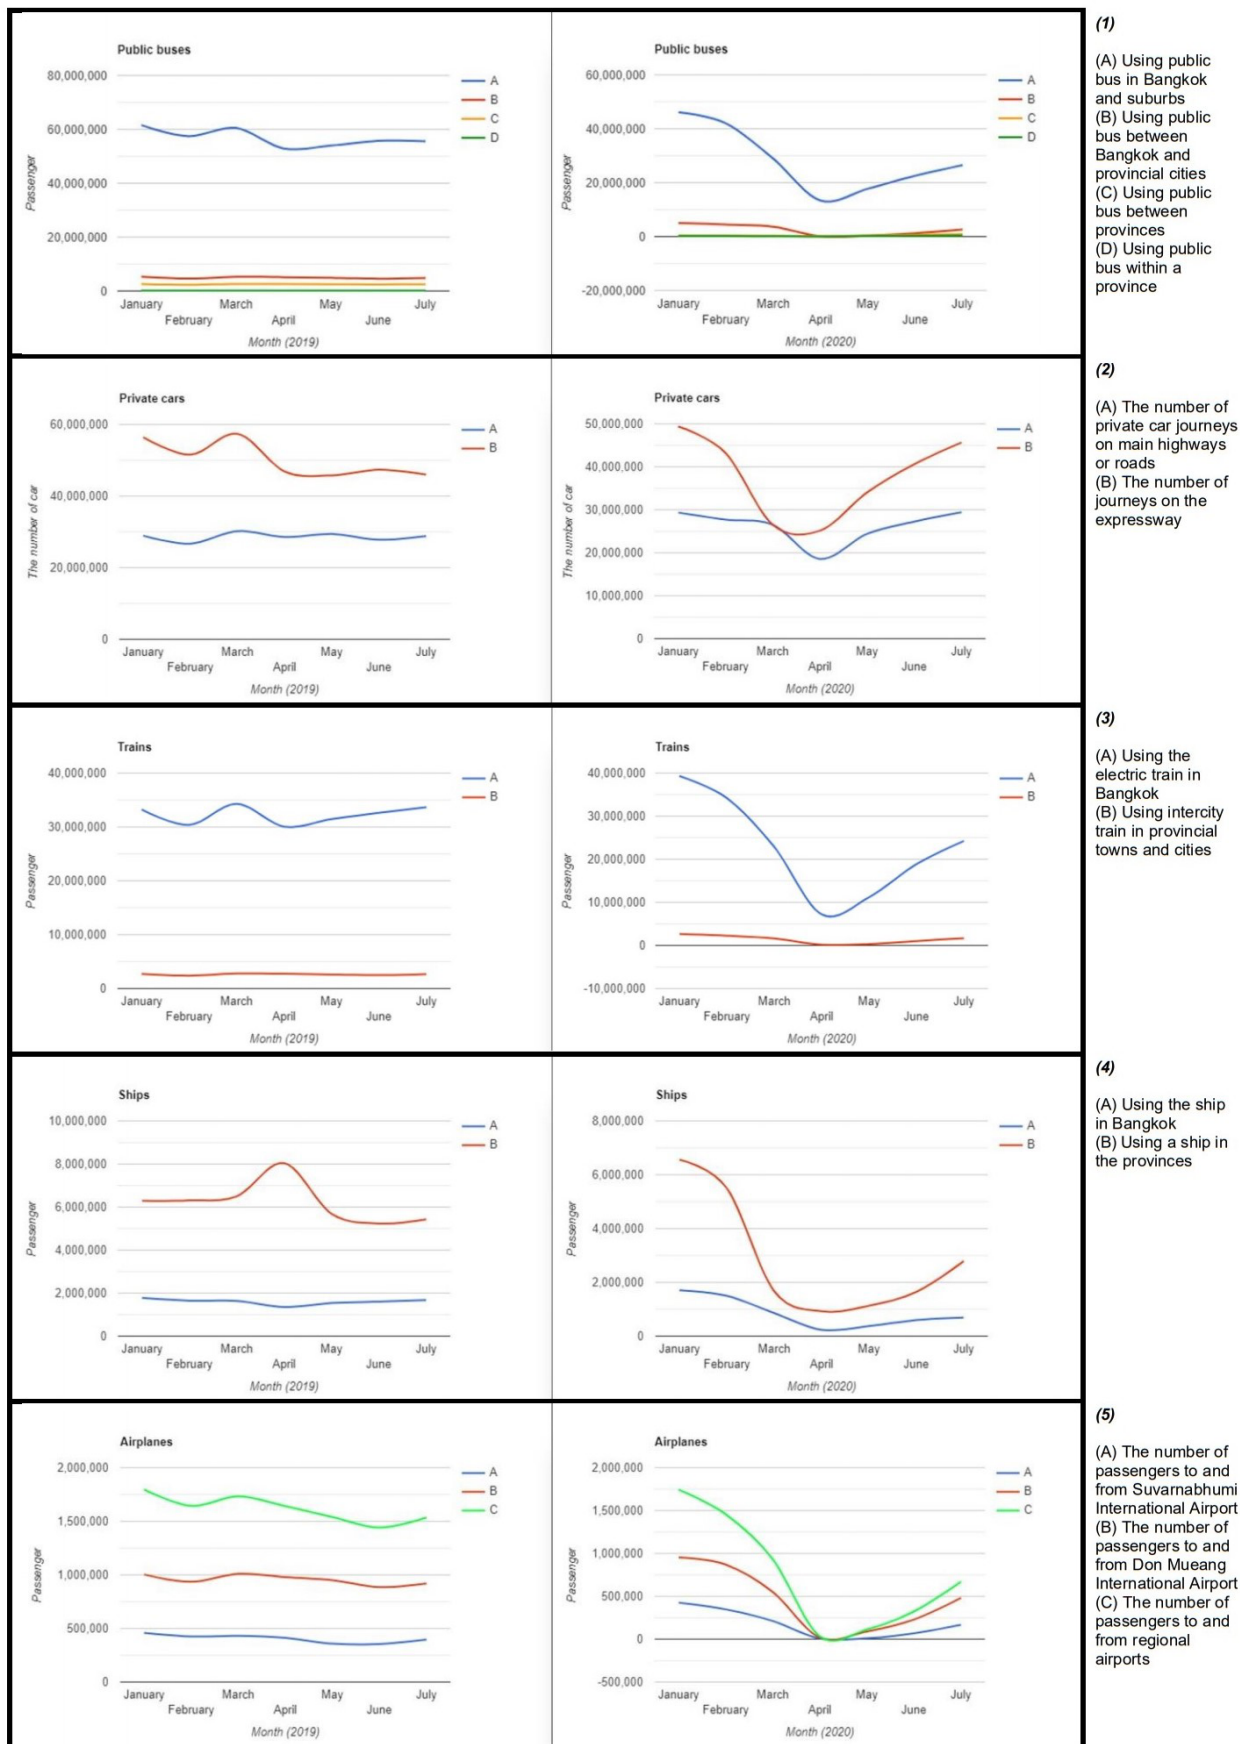 Public buses
80,000,000
60,000,000
40,000,000
20,000,000
0
Passenger
January
February
March
April
May
June
July
Month (2019)
A
B
C
D
Public buses
60,000,000
40,000,000
20,000,000
0
-20,000,000
Passenger
January
February
March
April
May
June
July
Month (2020)
A
B
C
D
(1)
(A) Using public
bus in Bangkok
and suburbs
(B) Using public
bus between
Bangkok and
provincial cities
(C) Using public
bus between
provinces
(D) Using public
bus within a
province
Private cars
60,000,000
40,000,000
20,000,000
0
The number of car
January
February
March
April
May
June
July
Month (2019)
A
B
Private cars
50,000,000
40,000,000
30,000,000
20,000,000
10,000,000
0
The number of car
January
February
March
April
May
June
July
Month (2020)
A
B
(2)
(A) The number of
private car journeys
on main highways
or roads
(B) The number of
journeys on the
expressway
Trains
40,000,000
30,000,000
20,000,000
10,000,000
0
Passenger
January
February
March
April
May
June
July
Month (2019)
A
B
Trains
40,000,000
30,000,000
20,000,000
10,000,000
0
-10,000,000
Passenger
January
February
March
April
May
June
July
Month (2020)
A
B
(3)
(A) Using the
electric train in
Bangkok
(B) Using intercity
train in provincial
towns and cities
Ships
10,000,000
8,000,000
6,000,000
4,000,000
2,000,000
0
Passenger
January
February
March
April
May
June
July
Month (2019)
A
B
Ships
8,000,000
6,000,000
4,000,000
2,000,000
0
Passenger
January
February
March
April
May
June
July
Month (2020)
A
B
(4)
(A) Using the ship
in Bangkok
(B) Using a ship in
the provinces
Airplanes
2,000,000
1,500,000
1,000,000
500,000
0
Passenger
January
February
March
April
May
June
July
Month (2019)
A
B
C
Airplanes
2,000,000
1,500,000
1,000,000
500,000
0
-500,000
Passenger
January
February
March
April
May
June
July
Month (2020)
A
B
C
(5)
(A) The number of
passengers to and
from Suvarnabhumi
International Airport
(B) The number of
passengers to and
from Don Mueang
International Airport
(C) The number of
passengers to and
from regional
airports